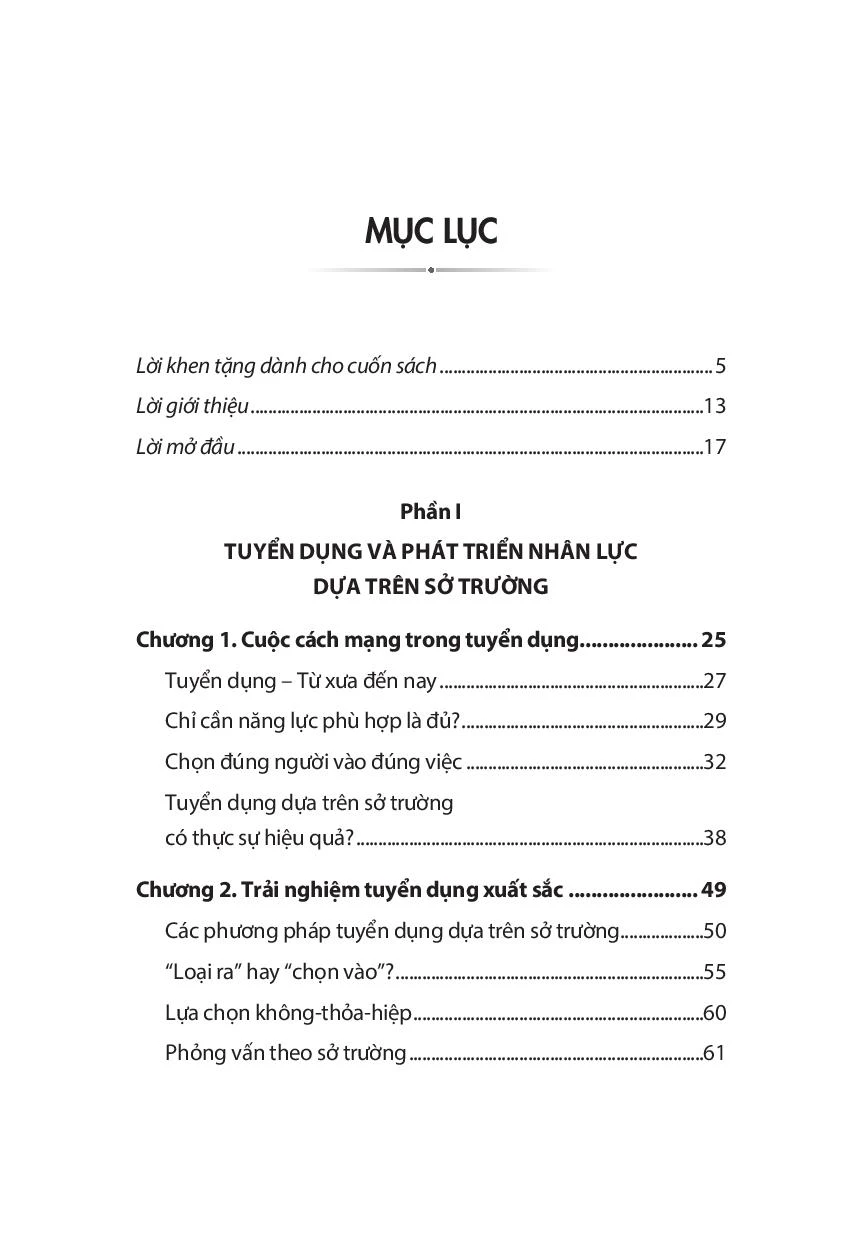 MỤC LỤC
Lời khen tặng dành cho cuốn sách............................................................... 5
Lời giới thiệu........................................................................................................13
Lời mở đầu...........................................................................................................17
Phần I
TUYỂN DỤNG VÀ PHÁT TRIỂN NHÂN LỰC
DỰA TRÊN SỞ TRƯỜNG
Chương 1. Cuộc cách mạng trong tuyển dụng..................... 25
Tuyển dụng – Từ xưa đến nay.............................................................27
Chỉ cần năng lực phù hợp là đủ?........................................................29
Chọn đúng người vào đúng việc.......................................................32
Tuyển dụng dựa trên sở trường
có thực sự hiệu quả?................................................................................38
Chương 2. Trải nghiệm tuyển dụng xuất sắc....................... 49
Các phương pháp tuyển dụng dựa trên sở trường...................50
“Loại ra” hay “chọn vào”?.......................................................................55
Lựa chọn không-thỏa-hiệp...................................................................60
Phỏng vấn theo sở trường....................................................................61